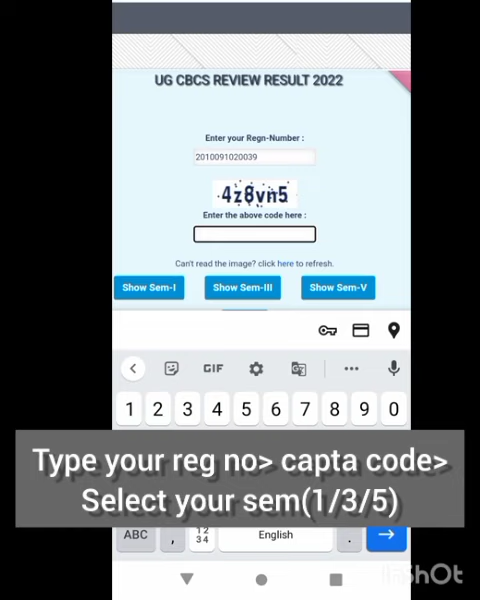 UG CBCS REVIEW RESULT 2022
Enter your Regn-Number :
2010091020039
4z8vn5
Enter the above code here :
Can't read the image? click here to refresh.
Show Sem-I Show Sem-III Show Sem-V
GIF
1 2 3 4 5 6 7 8 9 0
Type your reg no> capta code>
Select your sem(1/3/5)
ABC , 12 English .
34
InShOt